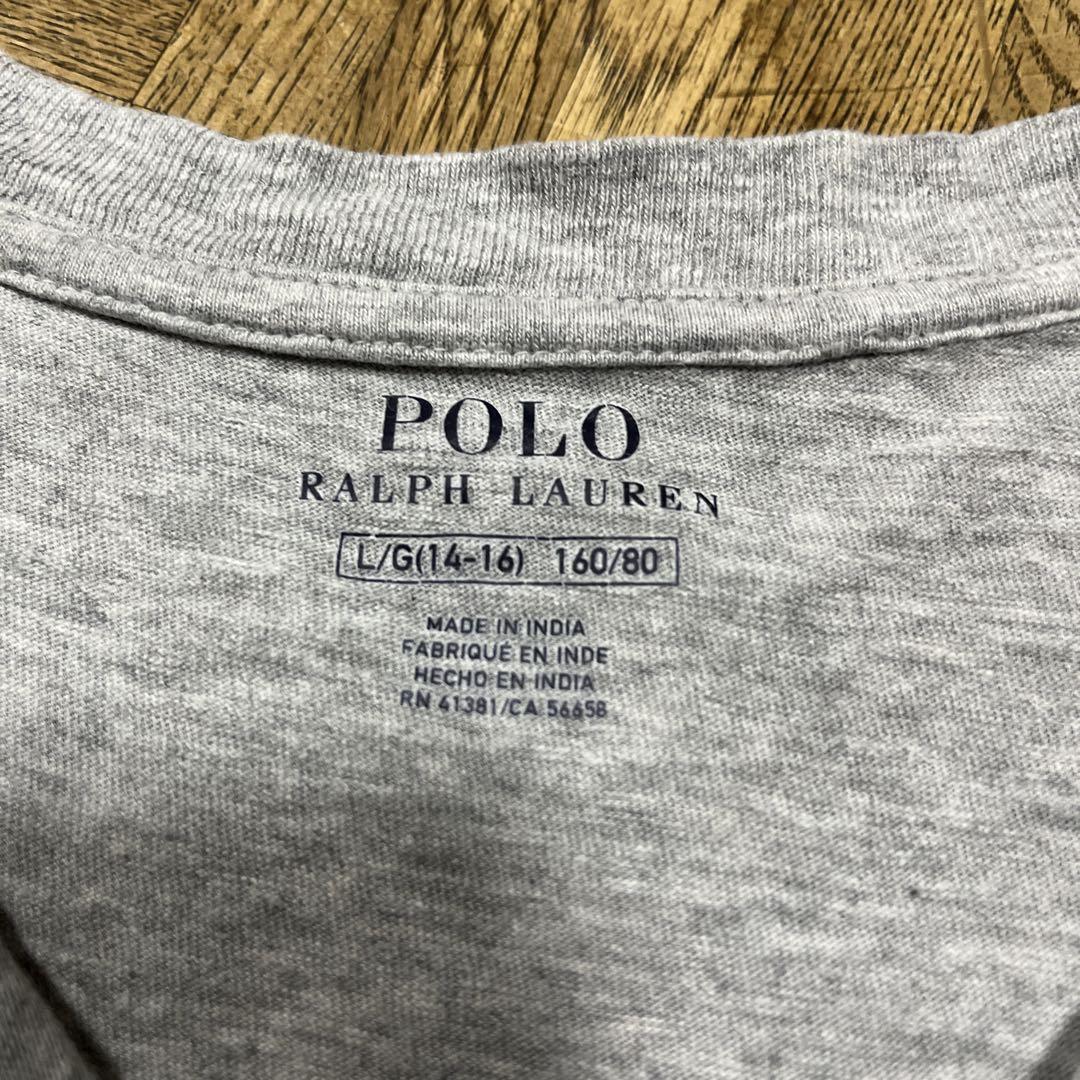 POLO
RALPH LAUREN
L/G(14-16) 160/80
MADE IN INDIA
FABRIQUÉ EN INDE
HECHO EN INDIA
RN 41381/CA 56658